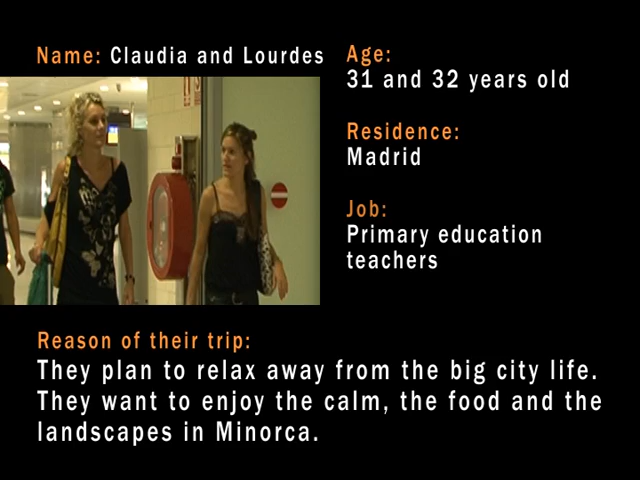 Name: Claudia and Lourdes
Age:
31 and 32 years old
Residence:
Madrid
Job:
Primary education
teachers
Reason of their trip:
They plan to relax away from the big city life.
They want to enjoy the calm, the food and the
landscapes in Minorca.